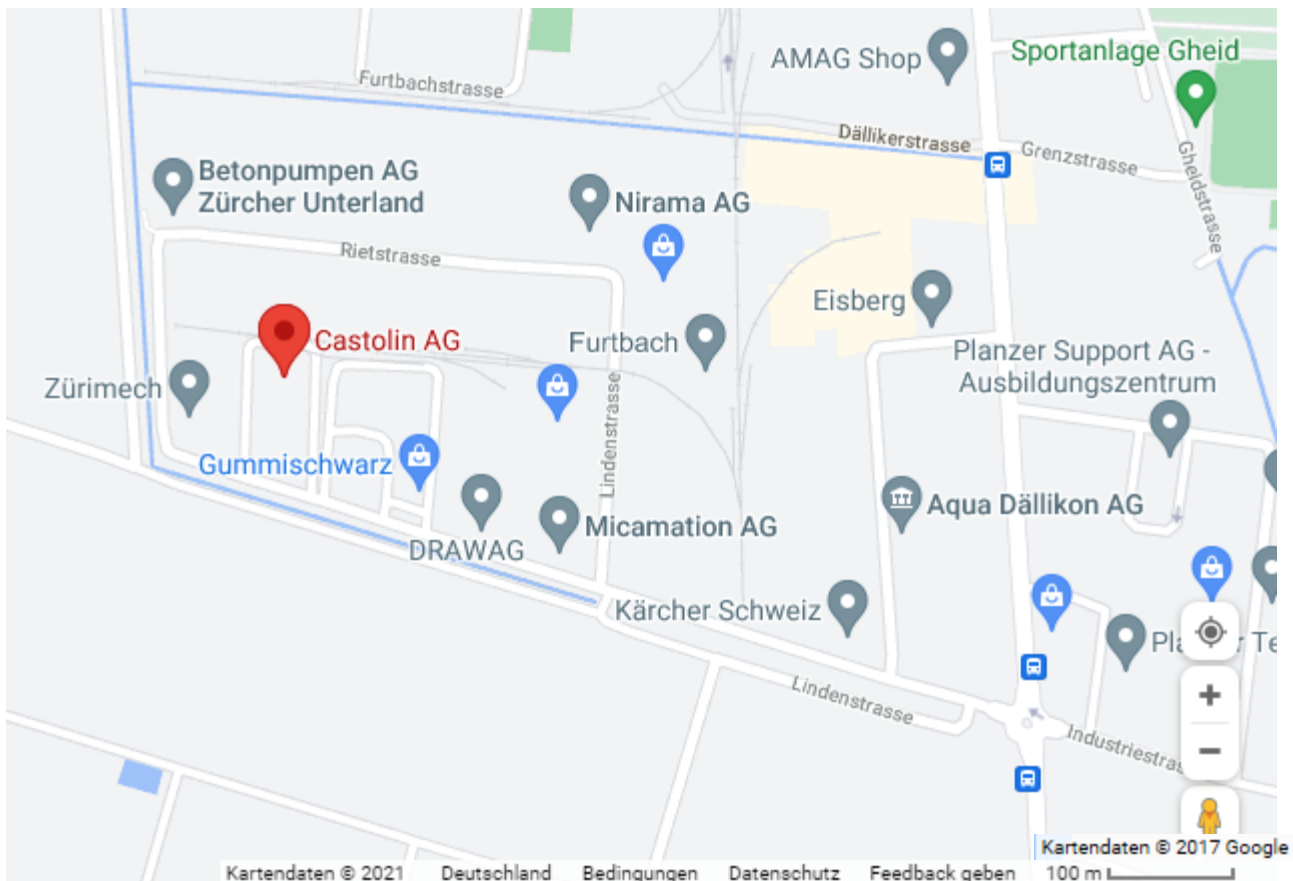 AMAG Shop
Sportanlage Gheid
Furtbachstrasse
Dällikerstrasse
Grenzstrasse
Gheidstrasse
Betonpumpen AG
Zürcher Unterland
Nirama AG
Rietstrasse
Eisberg
Castolin AG
Furtbach
Planzer Support AG -
Ausbildungszentrum
Zürimech
Lindenstrasse
Gummischwarz
Aqua Dällikon AG
Micamation AG
DRAWAG
Kärcher Schweiz
Lindenstrasse
Kartendaten © 2017 Google
Kartendaten © 2021
Deutschland
Bedingungen
Datenschutz
Feedback geben
100 m